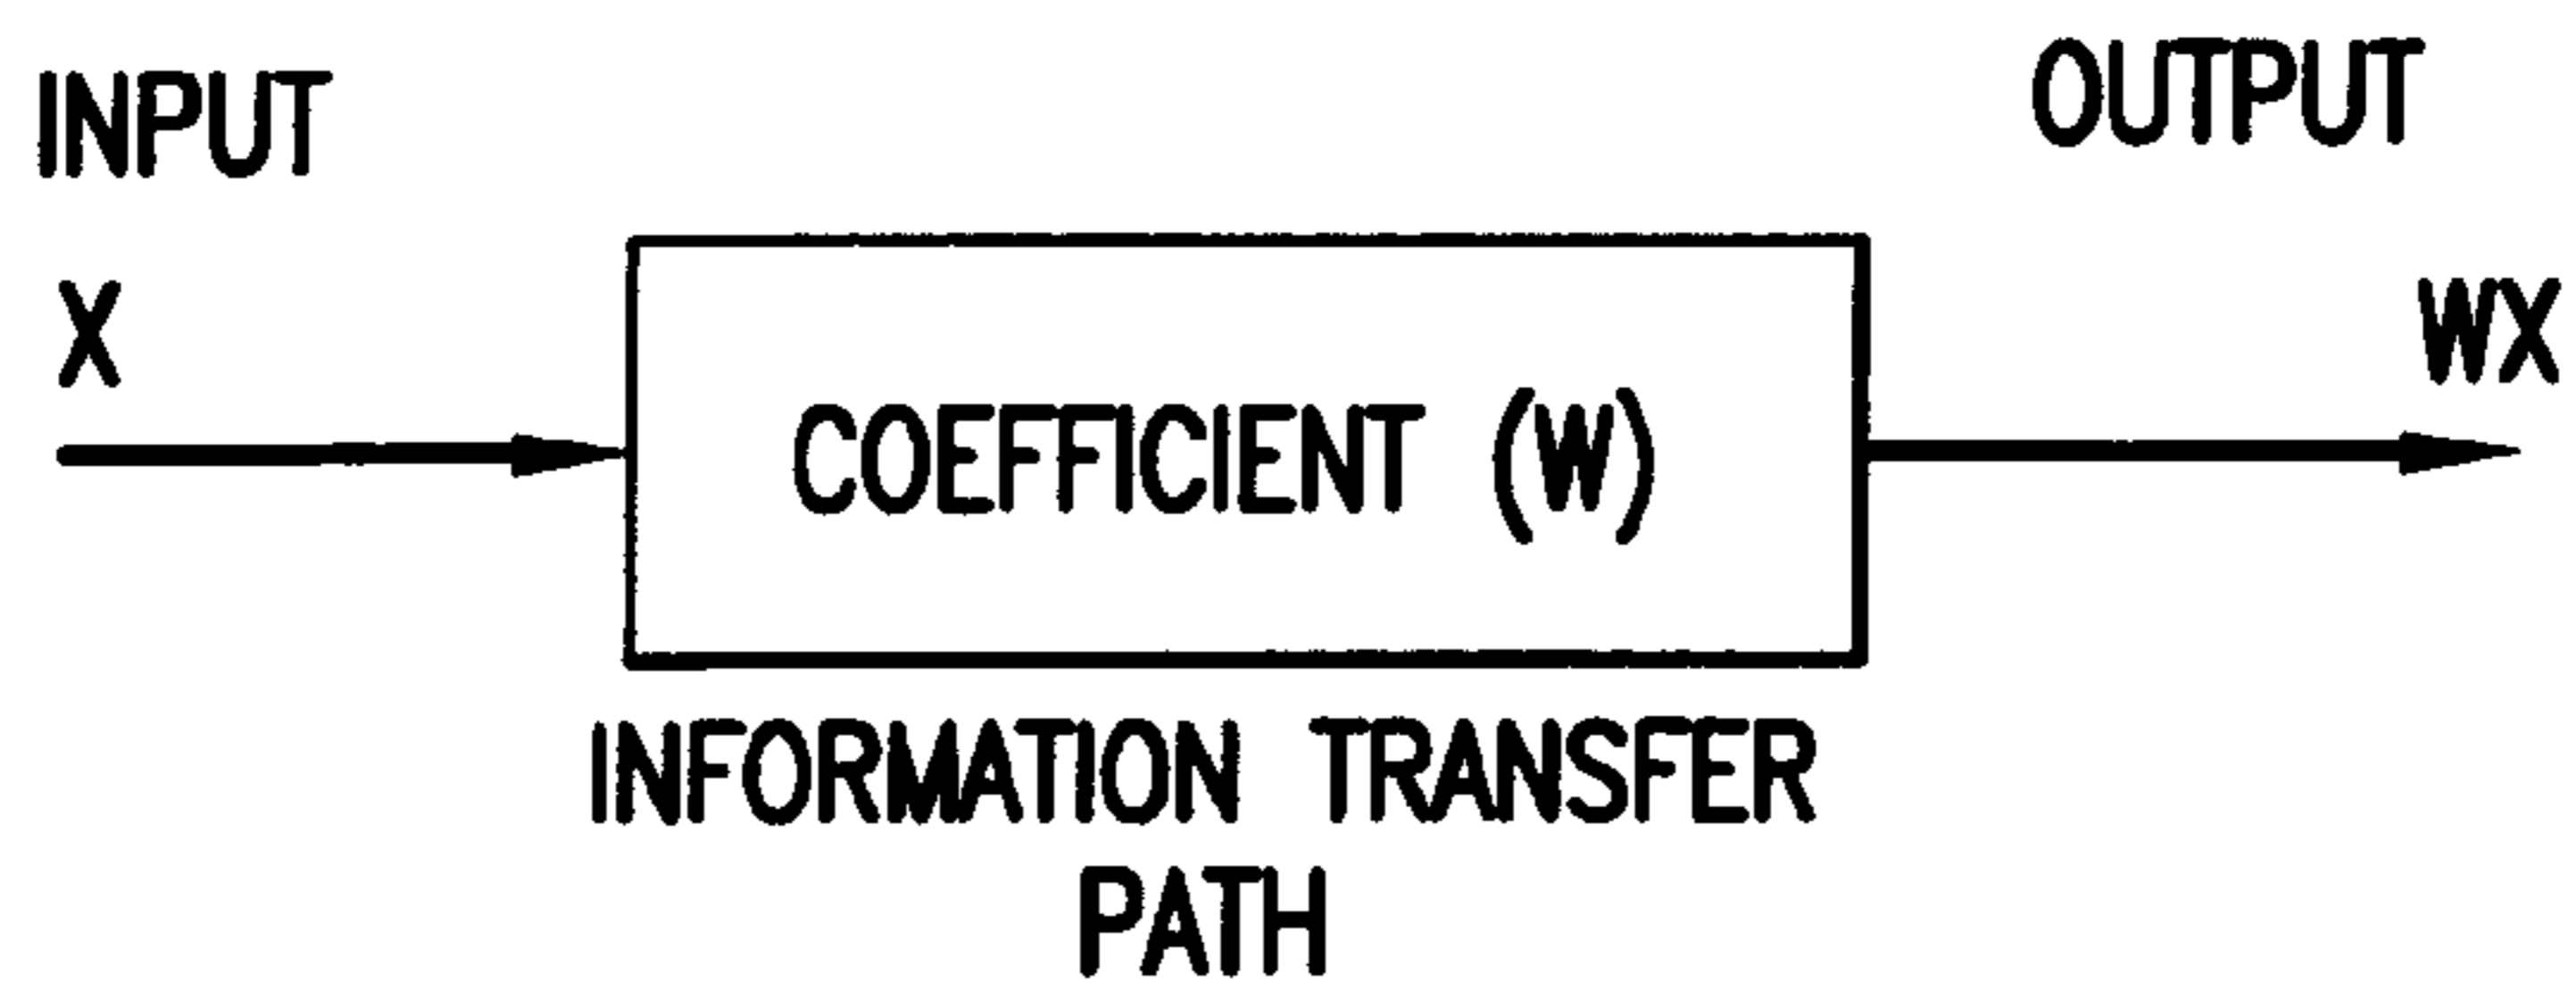 INPUT
OUTPUT
X
WX
COEFFICIENT (W)
INFORMATION TRANSFER
PATH